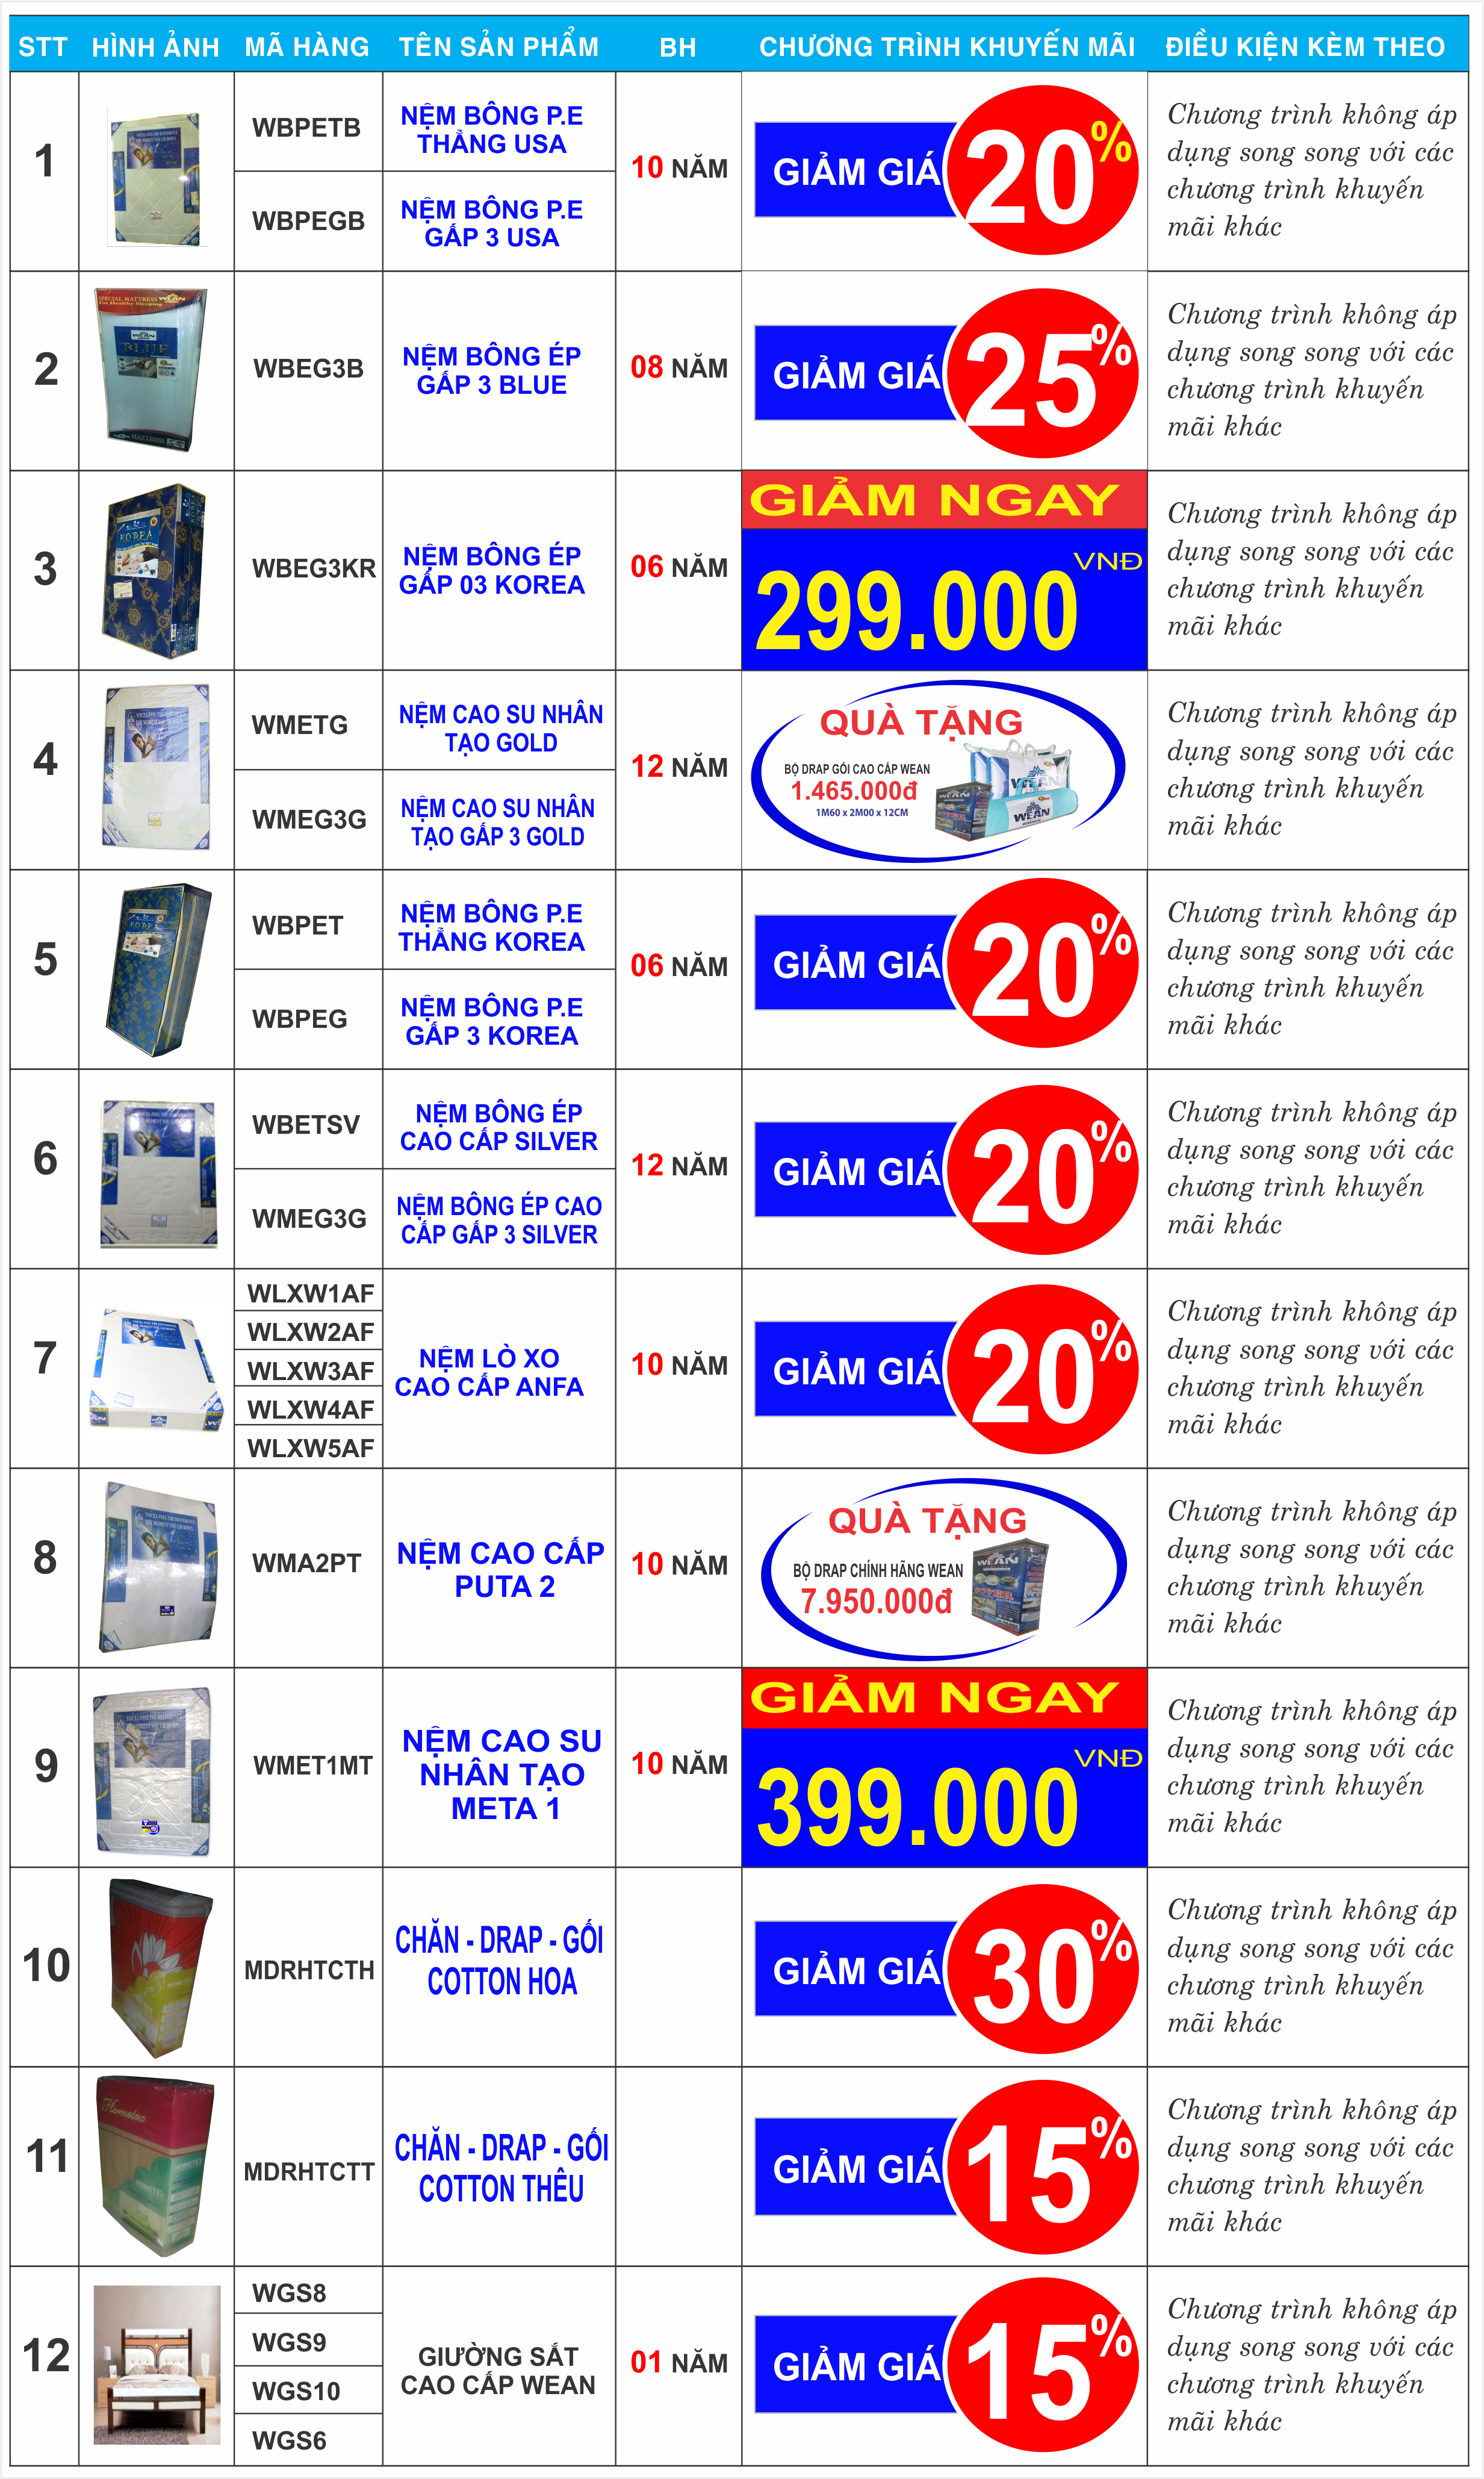 STT HÌNH ẢNH MÃ HÀNG TÊN SẢN PHẨM BH CHƯƠNG TRÌNH KHUYẾN MÃI ĐIỀU KIỆN KÈM THEO
1
WBPETB
NỆM BÔNG P.E
THẲNG USA
WBPEGB
NỆM BÔNG P.E
GẤP 3 USA
10 NĂM
GIẢM GIÁ 20%
Chương trình không áp
dụng song song với các
chương trình khuyến
mãi khác
2
SPECIAL MATTRESS WEAN
For Healthy Sleeping
WEAN
BLUE
WBEG3B
NỆM BÔNG ÉP
GẤP 3 BLUE
08 NĂM
GIẢM GIÁ 25%
Chương trình không áp
dụng song song với các
chương trình khuyến
mãi khác
3
KOREA
WBEG3KR
NỆM BÔNG ÉP
GẤP 03 KOREA
06 NĂM
GIẢM NGAY
299.000 VNĐ
Chương trình không áp
dụng song song với các
chương trình khuyến
mãi khác
4
WMETG
NỆM CAO SU NHÂN
TẠO GOLD
WMEG3G
NỆM CAO SU NHÂN
TẠO GẤP 3 GOLD
12 NĂM
QUÀ TẶNG
BỘ DRAP GỐI CAO CẤP WEAN
1.465.000đ
1M60 x 2M00 x 12CM
WEAN
Chương trình không áp
dụng song song với các
chương trình khuyến
mãi khác
5
KOREA
WBPET
NỆM BÔNG P.E
THẲNG KOREA
WBPEG
NỆM BÔNG P.E
GẤP 3 KOREA
06 NĂM
GIẢM GIÁ 20%
Chương trình không áp
dụng song song với các
chương trình khuyến
mãi khác
6
WBETSV
NỆM BÔNG ÉP
CAO CẤP SILVER
WMEG3G
NỆM BÔNG ÉP CAO
CẤP GẤP 3 SILVER
12 NĂM
GIẢM GIÁ 20%
Chương trình không áp
dụng song song với các
chương trình khuyến
mãi khác
7
WLXW1AF
WLXW2AF
WLXW3AF
WLXW4AF
WLXW5AF
NỆM LÒ XO
CAO CẤP ANFA
10 NĂM
GIẢM GIÁ 20%
Chương trình không áp
dụng song song với các
chương trình khuyến
mãi khác
8
WMA2PT
NỆM CAO CẤP
PUTA 2
10 NĂM
QUÀ TẶNG
BỘ DRAP CHÍNH HÃNG WEAN
7.950.000đ
WEAN
Chương trình không áp
dụng song song với các
chương trình khuyến
mãi khác
9
WMET1MT
NỆM CAO SU
NHÂN TẠO
META 1
10 NĂM
GIẢM NGAY
399.000 VNĐ
Chương trình không áp
dụng song song với các
chương trình khuyến
mãi khác
10
MDRHTCTH
CHĂN - DRAP - GỐI
COTTON HOA
GIẢM GIÁ 30%
Chương trình không áp
dụng song song với các
chương trình khuyến
mãi khác
11
Hometex
MDRHTCTT
CHĂN - DRAP - GỐI
COTTON THÊU
GIẢM GIÁ 15%
Chương trình không áp
dụng song song với các
chương trình khuyến
mãi khác
12
WGS8
WGS9
WGS10
WGS6
GIƯỜNG SẮT
CAO CẤP WEAN
01 NĂM
GIẢM GIÁ 15%
Chương trình không áp
dụng song song với các
chương trình khuyến
mãi khác